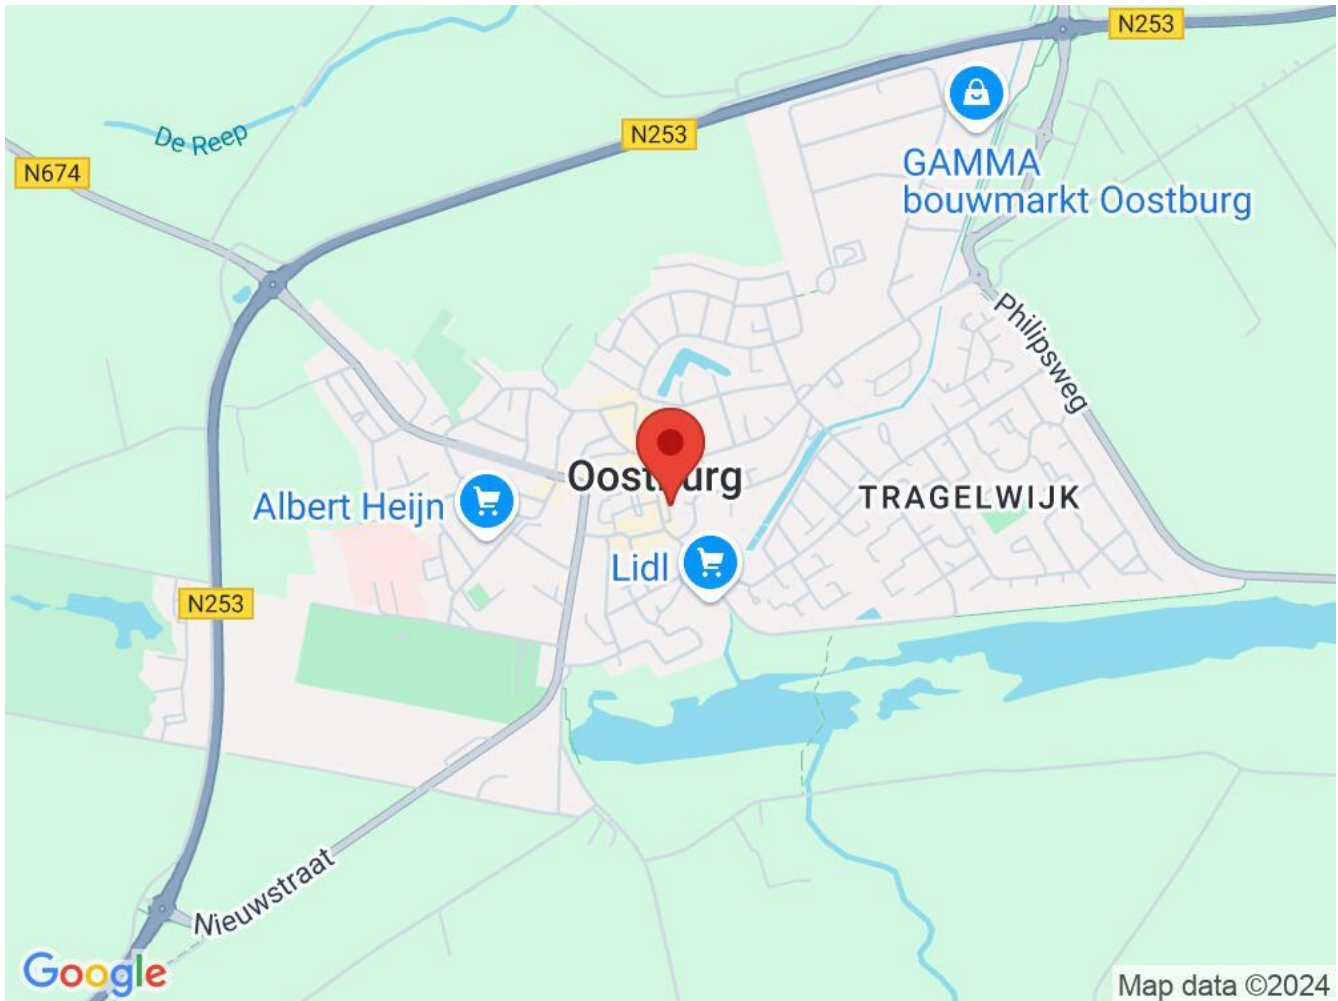 N253
De Reep
N253
N674
GAMMA
bouwmarkt Oostburg
Philipsweg
Oostburg
Albert Heijn
TRAGELWIJK
Lidl
N253
Nieuwstraat
Google
Map data ©2024